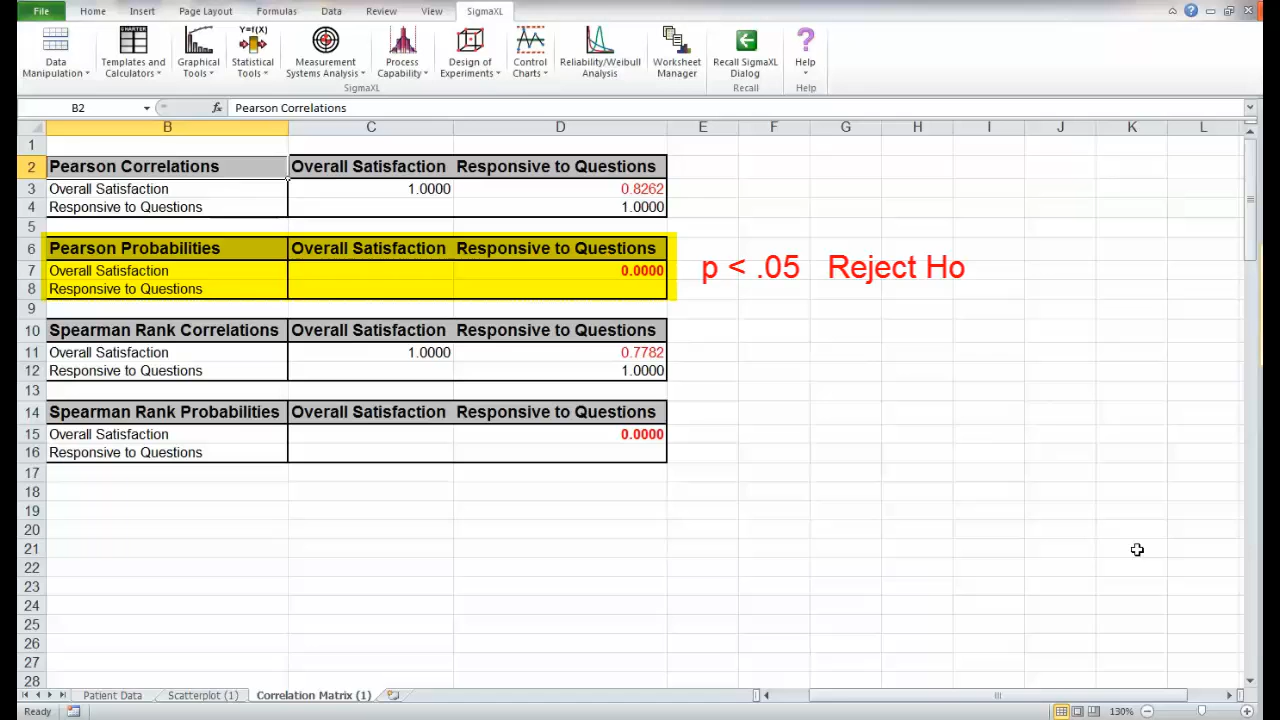 File Home Insert Page Layout Formulas Data Review View SigmaXL
Data Manipulation
Templates and Calculators
Graphical Tools
Statistical Tools
Measurement Systems Analysis
Process Capability
Design of Experiments
Control Charts
Reliability/Weibull Analysis
Worksheet Manager
Recall SigmaXL Dialog
Help
SigmaXL Recall Help
B2 fx Pearson Correlations
B C D E F G H I J K L
1
2 Pearson Correlations Overall Satisfaction Responsive to Questions
3 Overall Satisfaction 1.0000 0.8262
4 Responsive to Questions 1.0000
5
6 Pearson Probabilities Overall Satisfaction Responsive to Questions
7 Overall Satisfaction 0.0000
p < .05 Reject Ho
8 Responsive to Questions
9
10 Spearman Rank Correlations Overall Satisfaction Responsive to Questions
11 Overall Satisfaction 1.0000 0.7782
12 Responsive to Questions 1.0000
13
14 Spearman Rank Probabilities Overall Satisfaction Responsive to Questions
15 Overall Satisfaction 0.0000
16 Responsive to Questions
17
18
19
20
21
22
23
24
25
26
27
28
Patient Data Scatterplot (1) Correlation Matrix (1)
Ready 130%